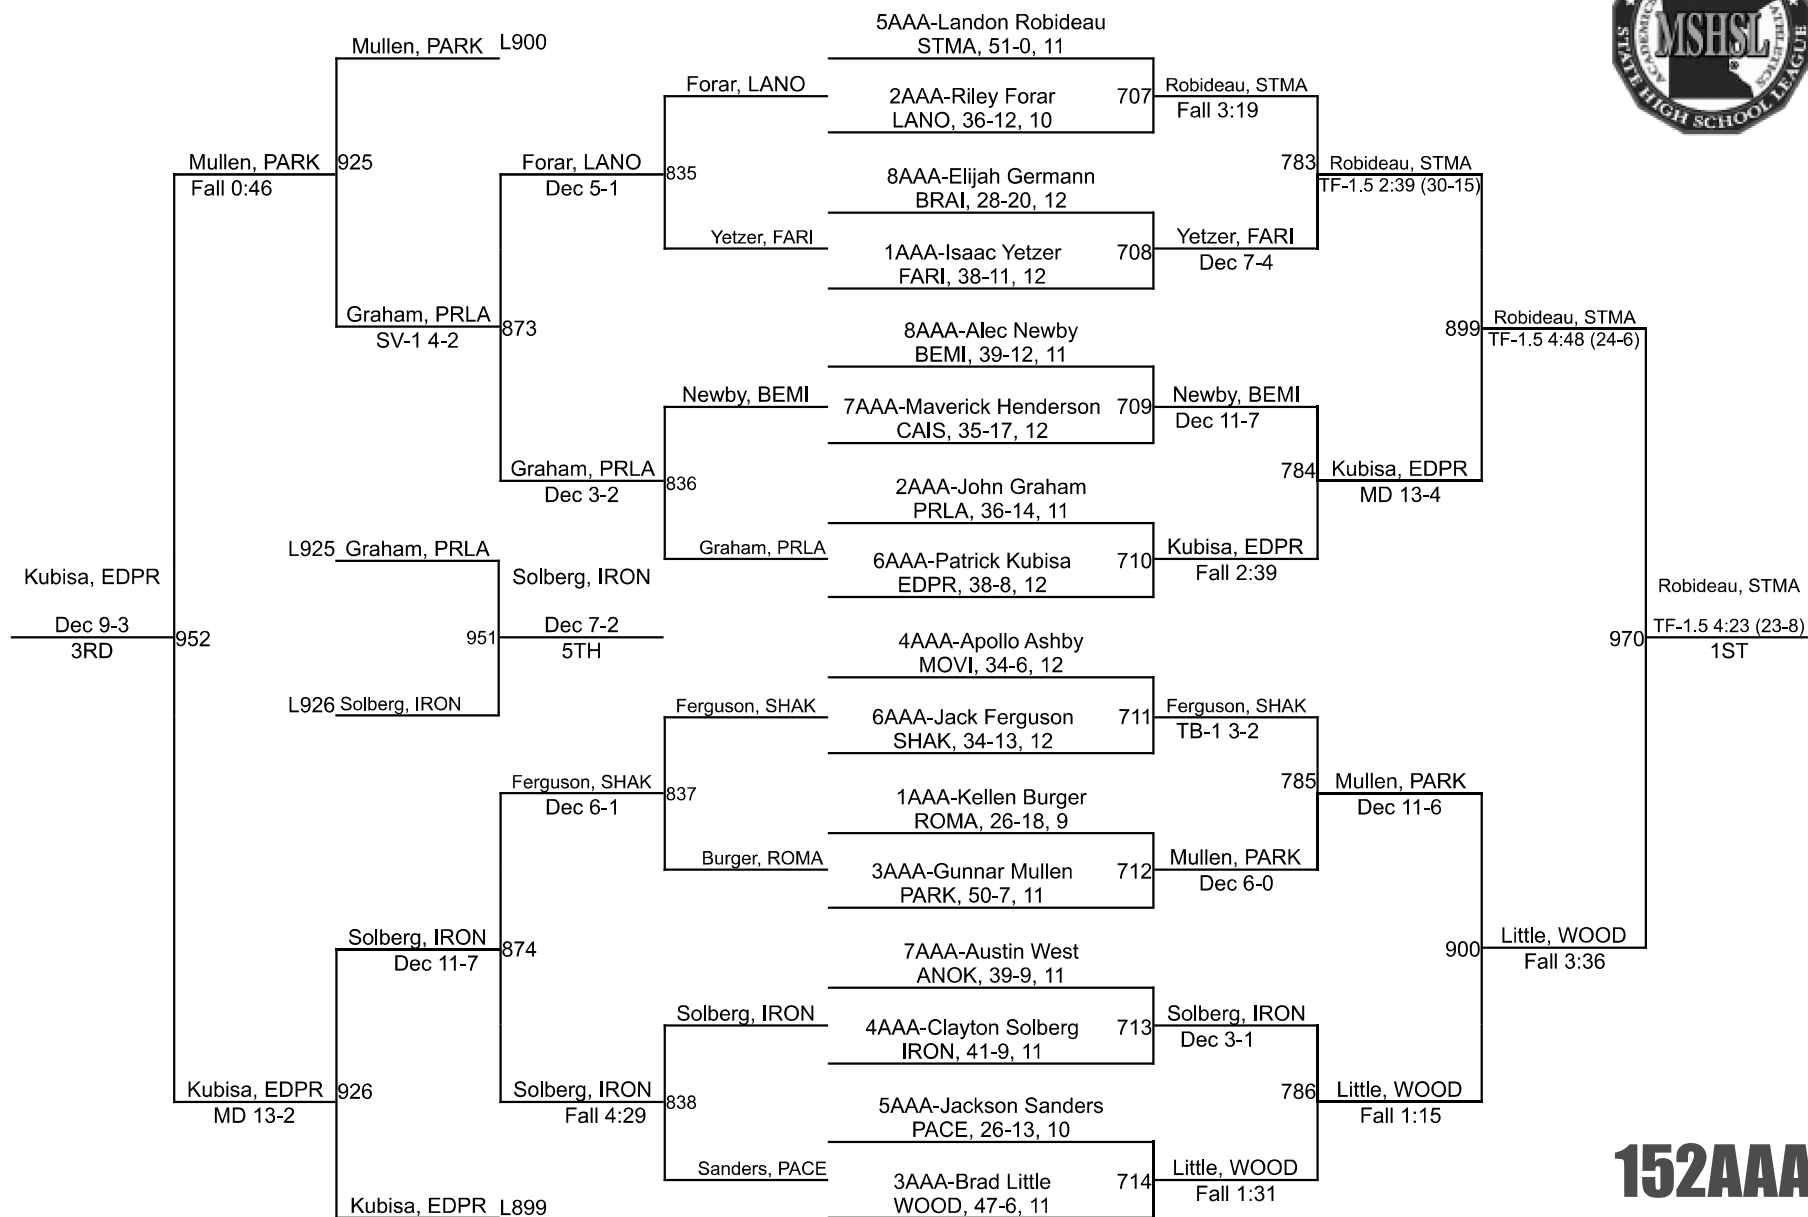 Mullen, PARK L900
Mullen, PARK 925
Fall 0:46
Graham, PRLA 873
SV-1 4-2
Forar, LANO
Forar, LANO 835
Dec 5-1
Yetzer, FARI
Newby, BEMI
Graham, PRLA 836
Dec 3-2
Graham, PRLA
L925 Graham, PRLA
Kubisa, EDPR
Dec 9-3
3RD
952
951
Solberg, IRON
Dec 7-2
5TH
L926 Solberg, IRON
Ferguson, SHAK
Ferguson, SHAK 837
Dec 6-1
Burger, ROMA
Solberg, IRON 874
Dec 11-7
Solberg, IRON
Kubisa, EDPR 926
MD 13-2
Solberg, IRON 838
Fall 4:29
Sanders, PACE
Kubisa, EDPR L899
5AAA-Landon Robideau
STMA, 51-0, 11
2AAA-Riley Forar 707
LANO, 36-12, 10
8AAA-Elijah Germann
BRAI, 28-20, 12
1AAA-Isaac Yetzer 708
FARI, 38-11, 12
8AAA-Alec Newby
BEMI, 39-12, 11
7AAA-Maverick Henderson 709
CAIS, 35-17, 12
2AAA-John Graham
PRLA, 36-14, 11
6AAA-Patrick Kubisa 710
EDPR, 38-8, 12
4AAA-Apollo Ashby
MOVI, 34-6, 12
6AAA-Jack Ferguson 711
SHAK, 34-13, 12
1AAA-Kellen Burger
ROMA, 26-18, 9
3AAA-Gunnar Mullen 712
PARK, 50-7, 11
7AAA-Austin West
ANOK, 39-9, 11
4AAA-Clayton Solberg 713
IRON, 41-9, 11
5AAA-Jackson Sanders
PACE, 26-13, 10
3AAA-Brad Little 714
WOOD, 47-6, 11
Robideau, STMA
Fall 3:19
783 Robideau, STMA
TF-1.5 2:39 (30-15)
Yetzer, FARI
Dec 7-4
899 Robideau, STMA
TF-1.5 4:48 (24-6)
Newby, BEMI
Dec 11-7
784 Kubisa, EDPR
MD 13-4
Kubisa, EDPR
Fall 2:39
Robideau, STMA
970 TF-1.5 4:23 (23-8)
1ST
Ferguson, SHAK
TB-1 3-2
785 Mullen, PARK
Dec 11-6
Mullen, PARK
Dec 6-0
900 Little, WOOD
Fall 3:36
Solberg, IRON
Dec 3-1
786 Little, WOOD
Fall 1:15
Little, WOOD
Fall 1:31
MSHSL
ACADEMICS
ATHLETICS
STATE HIGH SCHOOL LEAGUE
152AAA